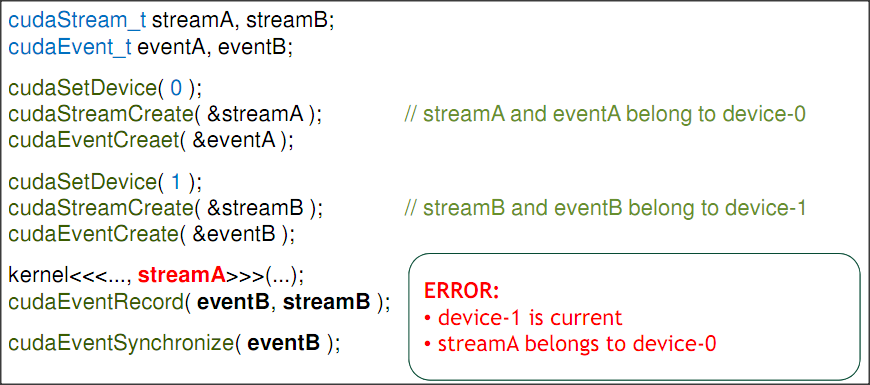 cudaStream_t streamA, streamB;
cudaEvent_t eventA, eventB;
cudaSetDevice( 0 );
cudaStreamCreate( &streamA ); // streamA and eventA belong to device-0
cudaEventCreaet( &eventA );
cudaSetDevice( 1 );
cudaStreamCreate( &streamB ); // streamB and eventB belong to device-1
cudaEventCreate( &eventB );
kernel<<<..., streamA>>>(...);
cudaEventRecord( eventB, streamB );
cudaEventSynchronize( eventB );
ERROR:
• device-1 is current
• streamA belongs to device-0